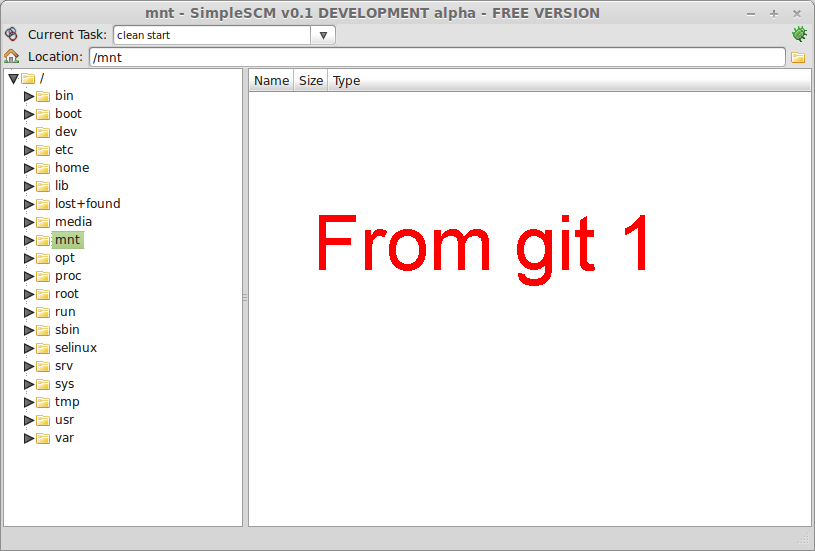 mnt - SimpleSCM v0.1 DEVELOPMENT alpha - FREE VERSION
Current Task: clean start
Location: /mnt
/
bin
boot
dev
etc
home
lib
lost+found
media
mnt
opt
proc
root
run
sbin
selinux
srv
sys
tmp
usr
var
Name Size Type
From git 1